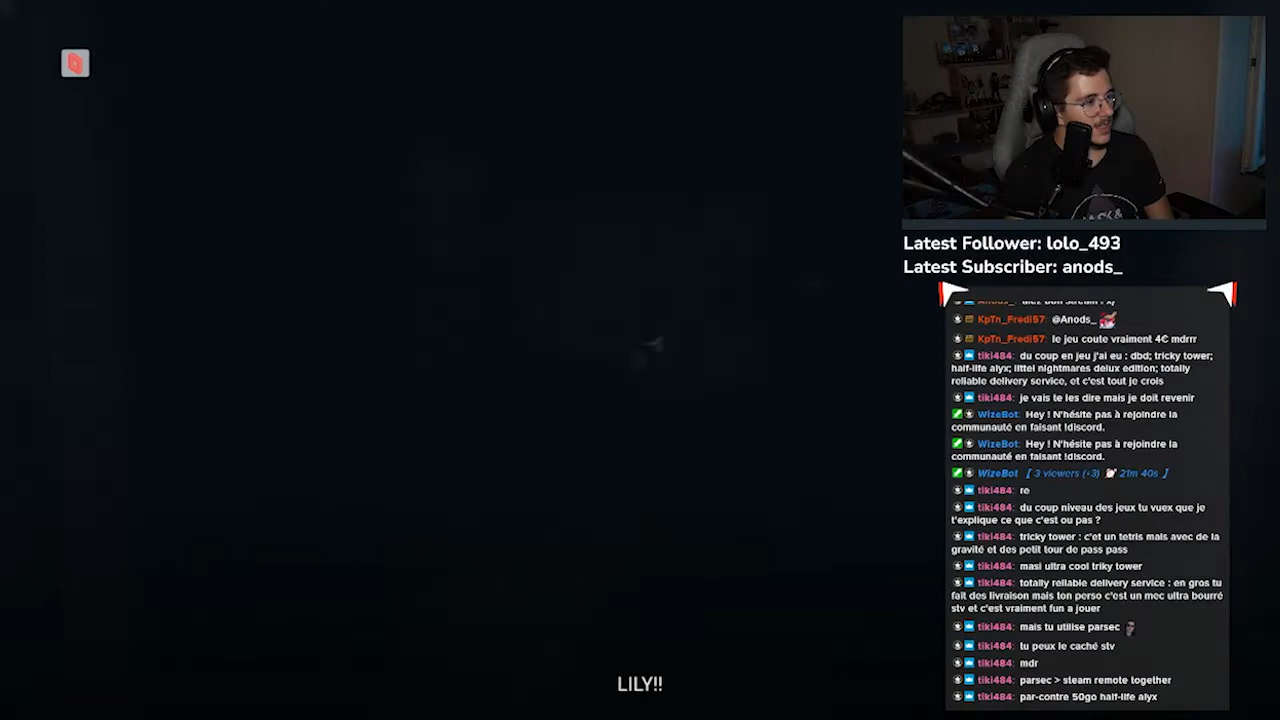 Latest Follower: lolo_493
Latest Subscriber: anods_
KpTn_Fredi57: @Anods_
KpTn_Fredi57: le jeu coute vraiment 4€ mdrrr
tiki484: du coup en jeu j'ai eu : dbd; tricky tower;
half-life alyx; littel nightmares delux edition; totally
reliable delivery service, et c'est tout je crois
tiki484: je vais te les dire mais je doit revenir
WizeBot: Hey ! N'hésite pas à rejoindre la
communauté en faisant !discord.
WizeBot: Hey ! N'hésite pas à rejoindre la
communauté en faisant !discord.
WizeBot [ 3 viewers (+3) 21m 40s ]
tiki484: re
tiki484: du coup niveau des jeux tu vuex que je
t'explique ce que c'est ou pas ?
tiki484: tricky tower : c'et un tetris mais avec de la
gravité et des petit tour de pass pass
tiki484: masi ultra cool triky tower
tiki484: totally reliable delivery service : en gros tu
fait des livraison mais ton perso c'est un mec ultra bourré
stv et c'est vraiment fun a jouer
tiki484: mais tu utilise parsec
tiki484: tu peux le caché stv
tiki484: mdr
tiki484: parsec > steam remote together
tiki484: par-contre 50go half-life alyx
LILY!!